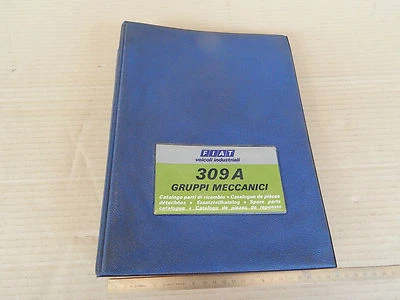 FIAT
veicoli industriali
309 A
GRUPPI MECCANICI
Catalogo parti di ricambio • Catalogue de pièces
détachées • Ersatzteilkatalog • Spare parts
catalogue • Catalogo de piezas de repuesto